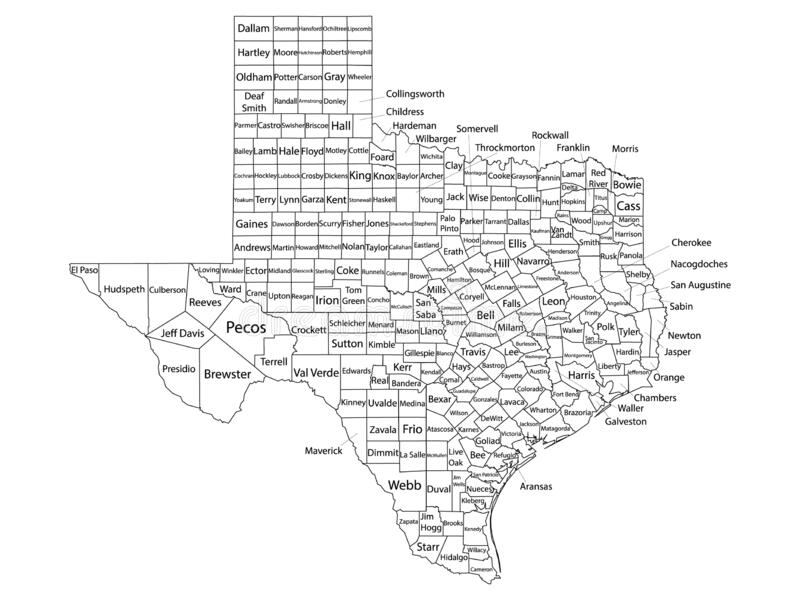 Dallam Sherman Hansford Ochiltree Lipscomb
Hartley Moore Hutchinson Roberts Hemphill
Oldham Potter Carson Gray Wheeler
Deaf
Smith Randall Armstrong Donley Collingsworth
Childress
Parmer Castro Swisher Briscoe Hall Hardeman Somervell
Wilbarger Rockwall
Throckmorton Franklin Morris
Bailey Lamb Hale Floyd Motley Cottle Foard Wichita Clay
Cochran Hockley Lubbock Crosby Dickens King Knox Baylor Archer Montague Cooke Grayson Fannin Lamar Red
River Bowie
Delta Titus
Yoakum Terry Lynn Garza Kent Stonewall Haskell Young Jack Wise Denton Collin Hunt Hopkins Camp Cass
Gaines Dawson Borden Scurry Fisher Jones Shackelford Stephens Palo
Pinto Parker Tarrant Dallas Kaufman Rains Van
Zandt Wood Upshur Gregg Marion
Harrison
Andrews Martin Howard Mitchell Nolan Taylor Callahan Eastland Erath Hood Johnson Ellis Henderson Smith Rusk Panola
Cherokee
Nacogdoches
San Augustine
Sabin
El Paso Hudspeth Culberson Reeves Loving Winkler Ector Midland Glasscock Sterling Coke Runnels Coleman Brown Comanche Hamilton Bosque Hill Navarro Freestone Anderson Shelby
Ward Crane Upton Reagan Irion Tom
Green Concho McCulloch Mills San
Saba Lampasas Coryell McLennan Falls Limestone Leon Houston Angelina
Newton
Jasper
Jeff Davis Pecos Crockett Schleicher Menard Mason Llano Burnet Bell Milam Robertson Madison Trinity Polk Tyler
Sutton Kimble Williamson Brazos Grimes Walker San
Jacinto
Presidio Brewster Terrell Val Verde Edwards Kerr Gillespie Blanco Travis Lee Burleson Washington Montgomery Liberty Hardin Orange
Real Bandera Kendall Hays Comal Caldwell Bastrop Fayette Austin Harris Jefferson
Chambers
Waller
Galveston
Kinney Uvalde Medina Bexar Guadalupe Gonzales Lavaca Colorado Fort Bend
Wilson DeWitt Wharton Brazoria
Maverick Zavala Frio Atascosa Karnes Goliad Victoria Jackson Matagorda
Dimmit La Salle McMullen Live
Oak Bee Refugio
Aransas
Webb Duval Jim
Wells San Patricio
Nueces
Kleberg
Zapata Jim
Hogg Brooks Kenedy
Starr Hidalgo Willacy
Cameron